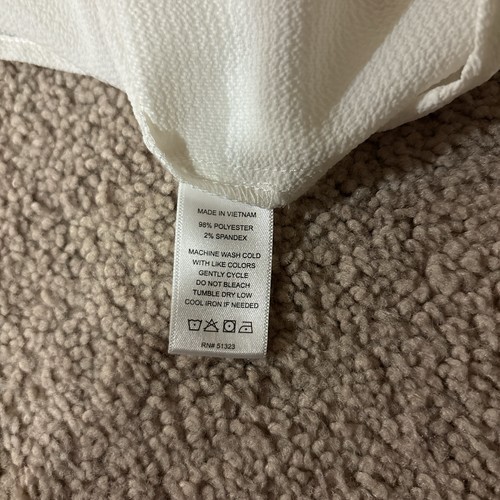 MADE IN VIETNAM
98% POLYESTER
2% SPANDEX
MACHINE WASH COLD
WITH LIKE COLORS
GENTLY CYCLE
DO NOT BLEACH
TUMBLE DRY LOW
COOL IRON IF NEEDED
RN# 51323